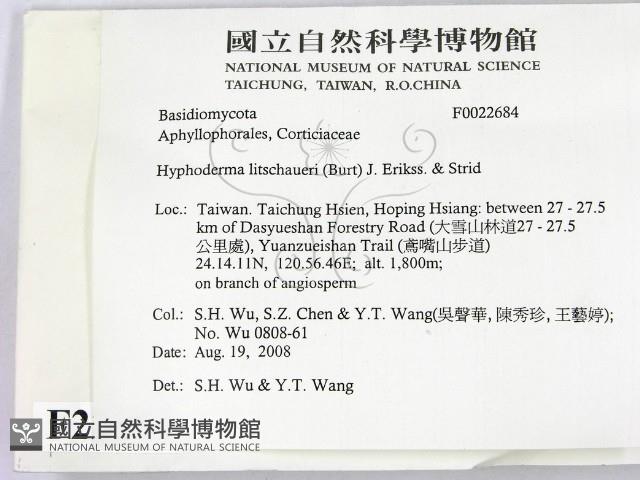 國立自然科學博物館
NATIONAL MUSEUM OF NATURAL SCIENCE
TAICHUNG, TAIWAN, R.O.CHINA
Basidiomycota F0022684
Aphyllophorales, Corticiaceae
Hyphoderma litschaueri (Burt) J. Erikss. & Strid
Loc.: Taiwan. Taichung Hsien, Hoping Hsiang: between 27 - 27.5
km of Dasyueshan Forestry Road (大雪山林道27 - 27.5
公里處), Yuanzueishan Trail (鳶嘴山步道)
24.14.11N, 120.56.46E; alt. 1,800m;
on branch of angiosperm
Col.: S.H. Wu, S.Z. Chen & Y.T. Wang(吳聲華, 陳秀珍, 王藝婷);
No. Wu 0808-61
Date: Aug. 19, 2008
Det.: S.H. Wu & Y.T. Wang
F2
國立自然科學博物館
NATIONAL MUSEUM OF NATURAL SCIENCE